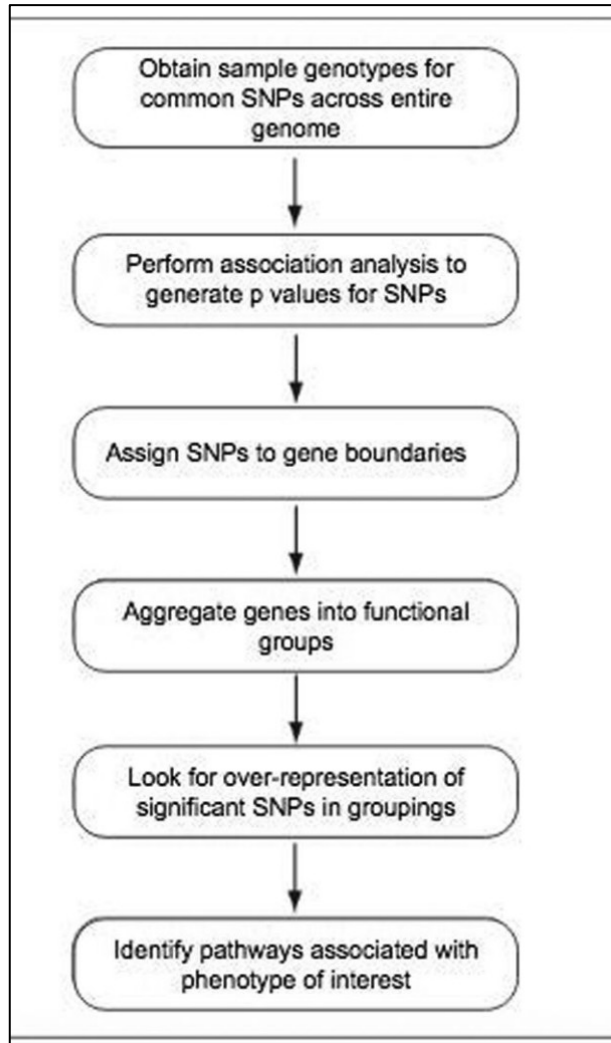 Obtain sample genotypes for
common SNPs across entire
genome
Perform association analysis to
generate p values for SNPs
Assign SNPs to gene boundaries
Aggregate genes into functional
groups
Look for over-representation of
significant SNPs in groupings
Identify pathways associated with
phenotype of interest